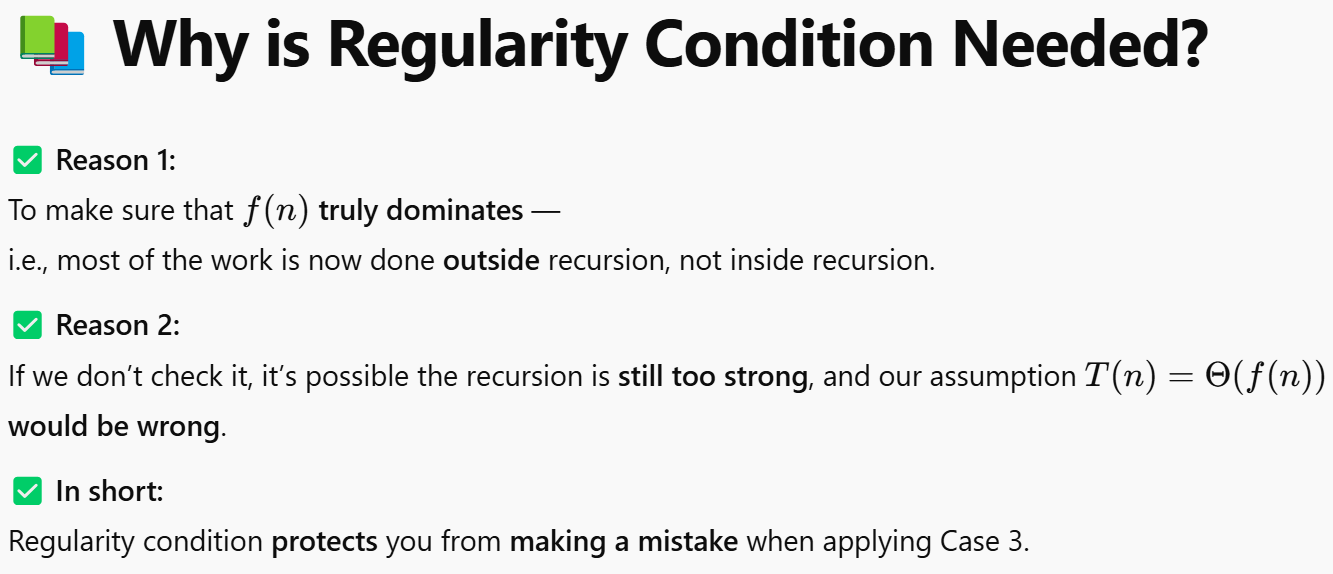 📚 Why is Regularity Condition Needed?
✅ Reason 1:
To make sure that f(n) truly dominates —
i.e., most of the work is now done outside recursion, not inside recursion.
✅ Reason 2:
If we don’t check it, it’s possible the recursion is still too strong, and our assumption T(n) = Θ(f(n))
would be wrong.
✅ In short:
Regularity condition protects you from making a mistake when applying Case 3.